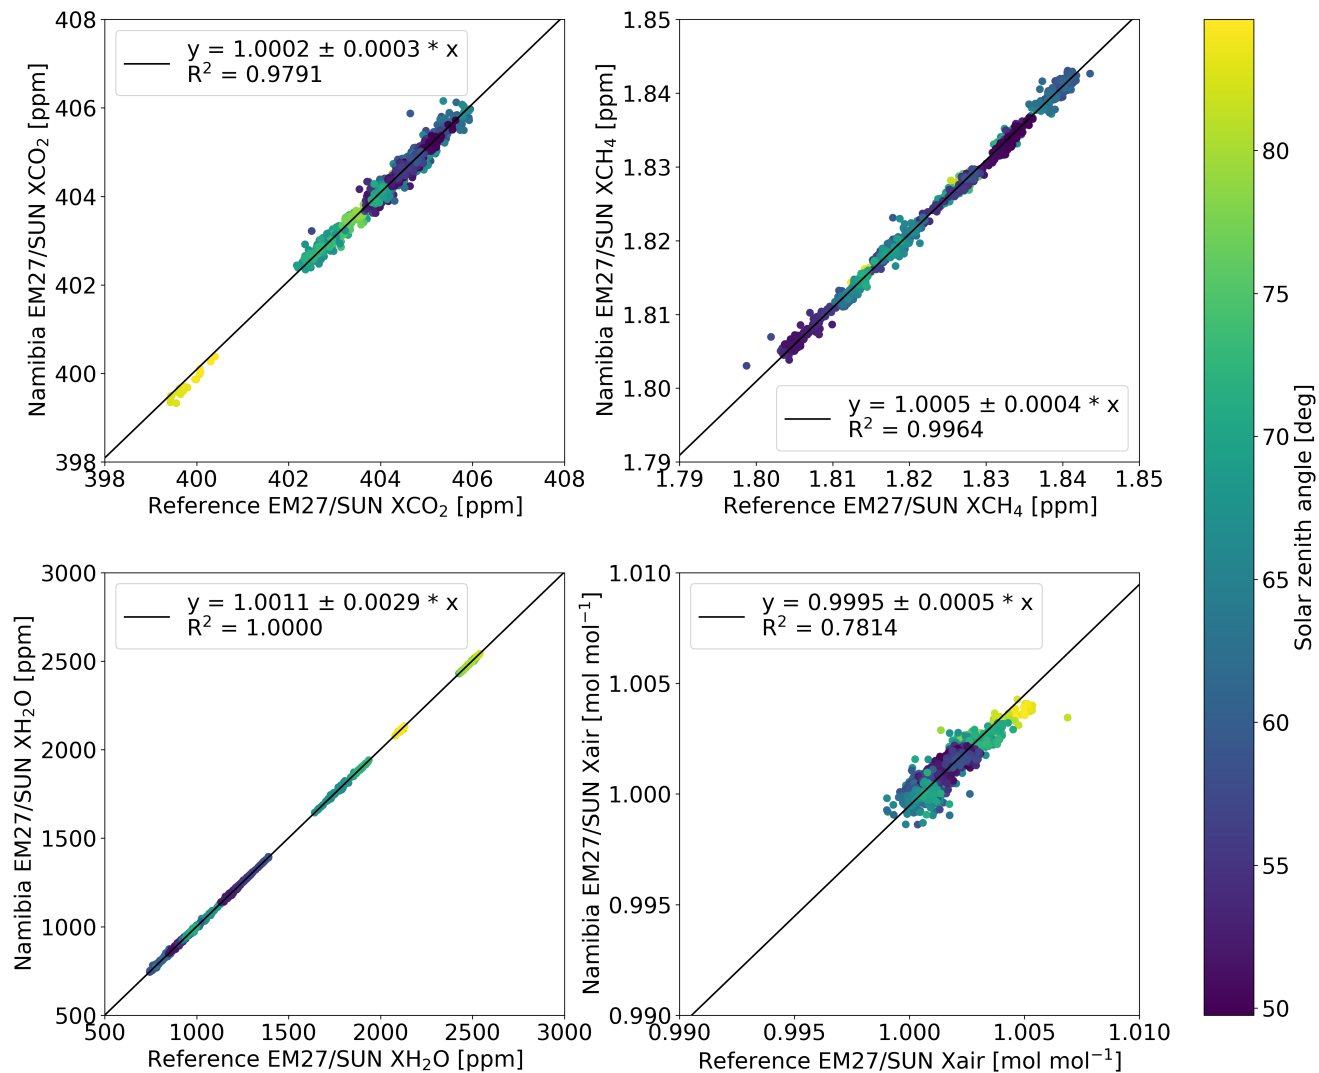 408
406
404
402
400
398
Namibia EM27/SUN XCO₂ [ppm]
y = 1.0002 ± 0.0003 * x
R² = 0.9791
398 400 402 404 406 408
Reference EM27/SUN XCO₂ [ppm]
1.85
1.84
1.83
1.82
1.81
1.80
1.79
Namibia EM27/SUN XCH₄ [ppm]
y = 1.0005 ± 0.0004 * x
R² = 0.9964
1.79 1.80 1.81 1.82 1.83 1.84 1.85
Reference EM27/SUN XCH₄ [ppm]
3000
2500
2000
1500
1000
500
Namibia EM27/SUN XH₂O [ppm]
y = 1.0011 ± 0.0029 * x
R² = 1.0000
500 1000 1500 2000 2500 3000
Reference EM27/SUN XH₂O [ppm]
1.010
1.005
1.000
0.995
0.990
Namibia EM27/SUN Xair [mol mol⁻¹]
y = 0.9995 ± 0.0005 * x
R² = 0.7814
0.990 0.995 1.000 1.005 1.010
Reference EM27/SUN Xair [mol mol⁻¹]
80
75
70
65
60
55
50
Solar zenith angle [deg]